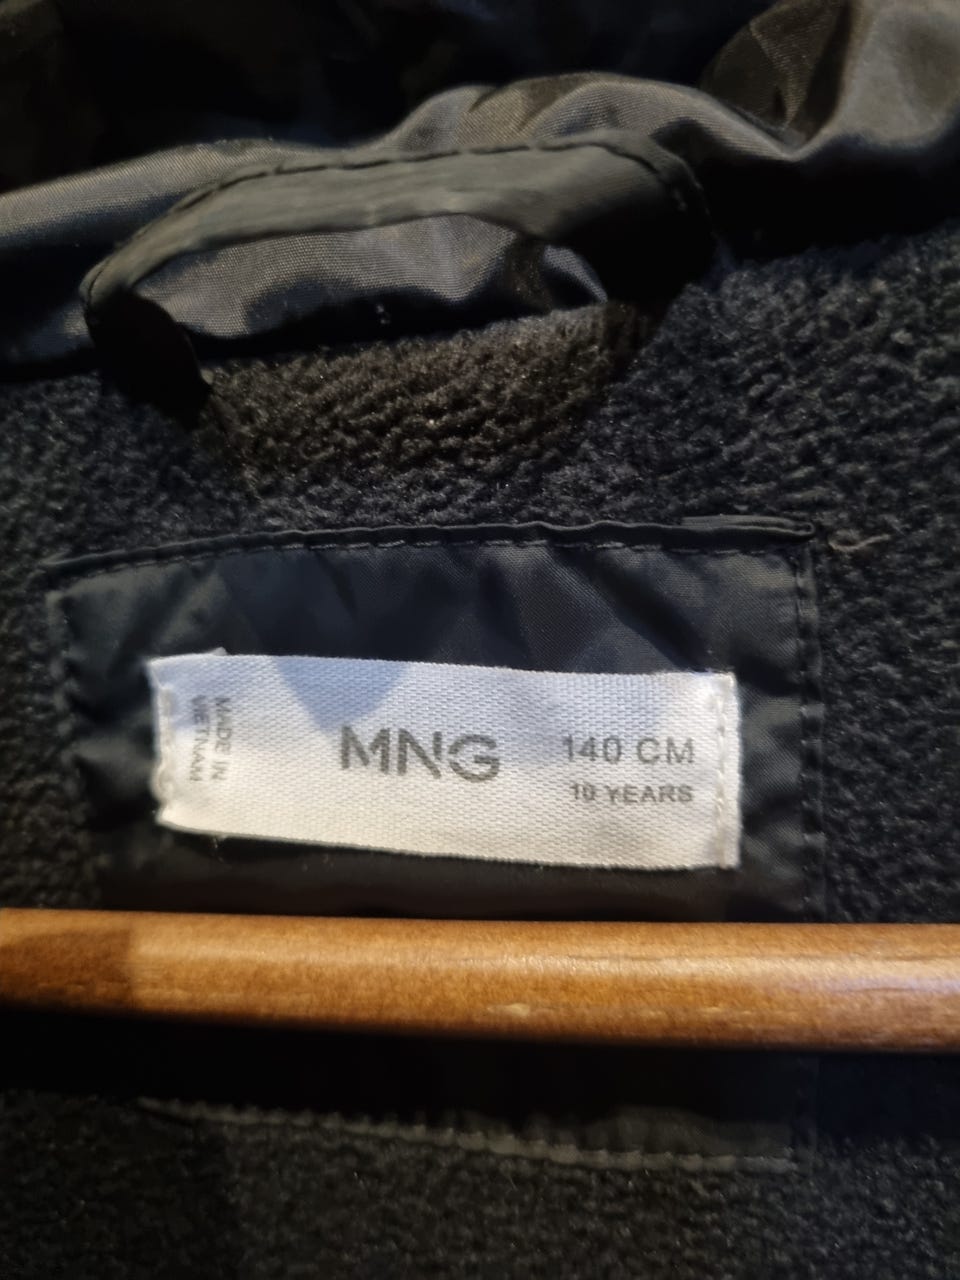 MADE IN
VIETNAM
MNG
140 CM
10 YEARS